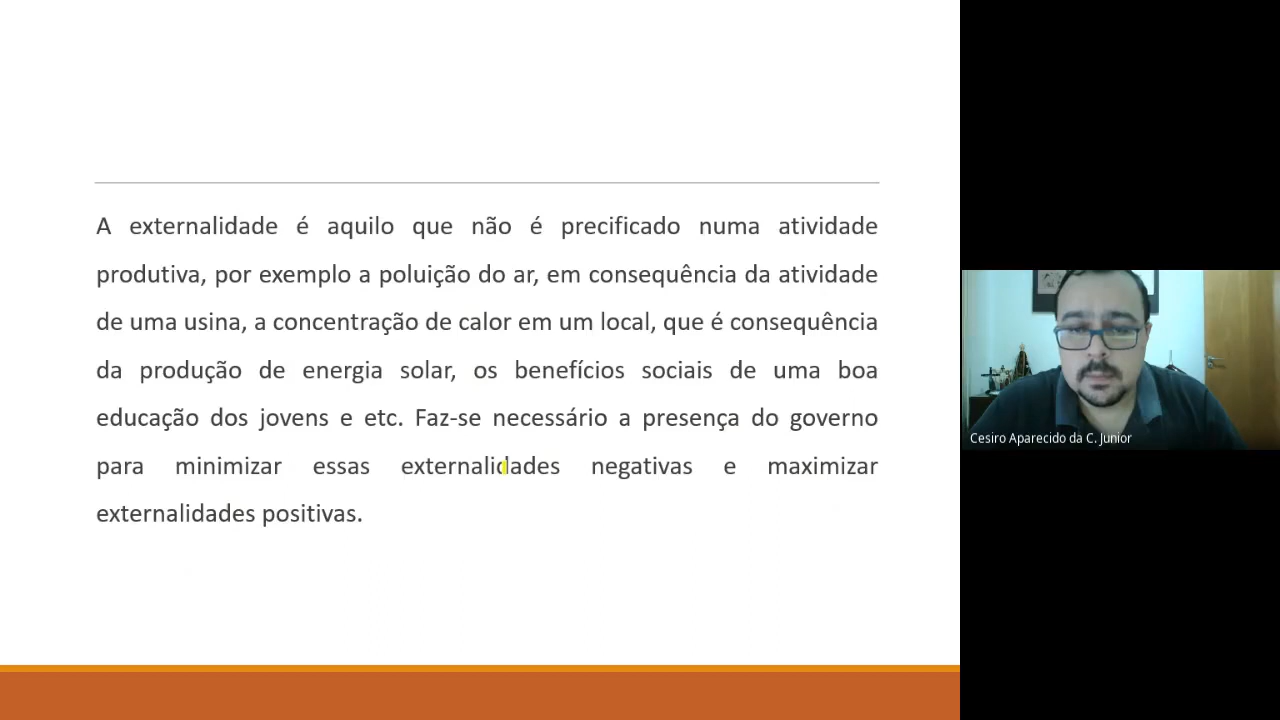 A externalidade é aquilo que não é precificado numa atividade
produtiva, por exemplo a poluição do ar, em consequência da atividade
de uma usina, a concentração de calor em um local, que é consequência
da produção de energia solar, os benefícios sociais de uma boa
educação dos jovens e etc. Faz-se necessário a presença do governo
para minimizar essas externalidades negativas e maximizar
externalidades positivas.
Cesiro Aparecido da C. Junior